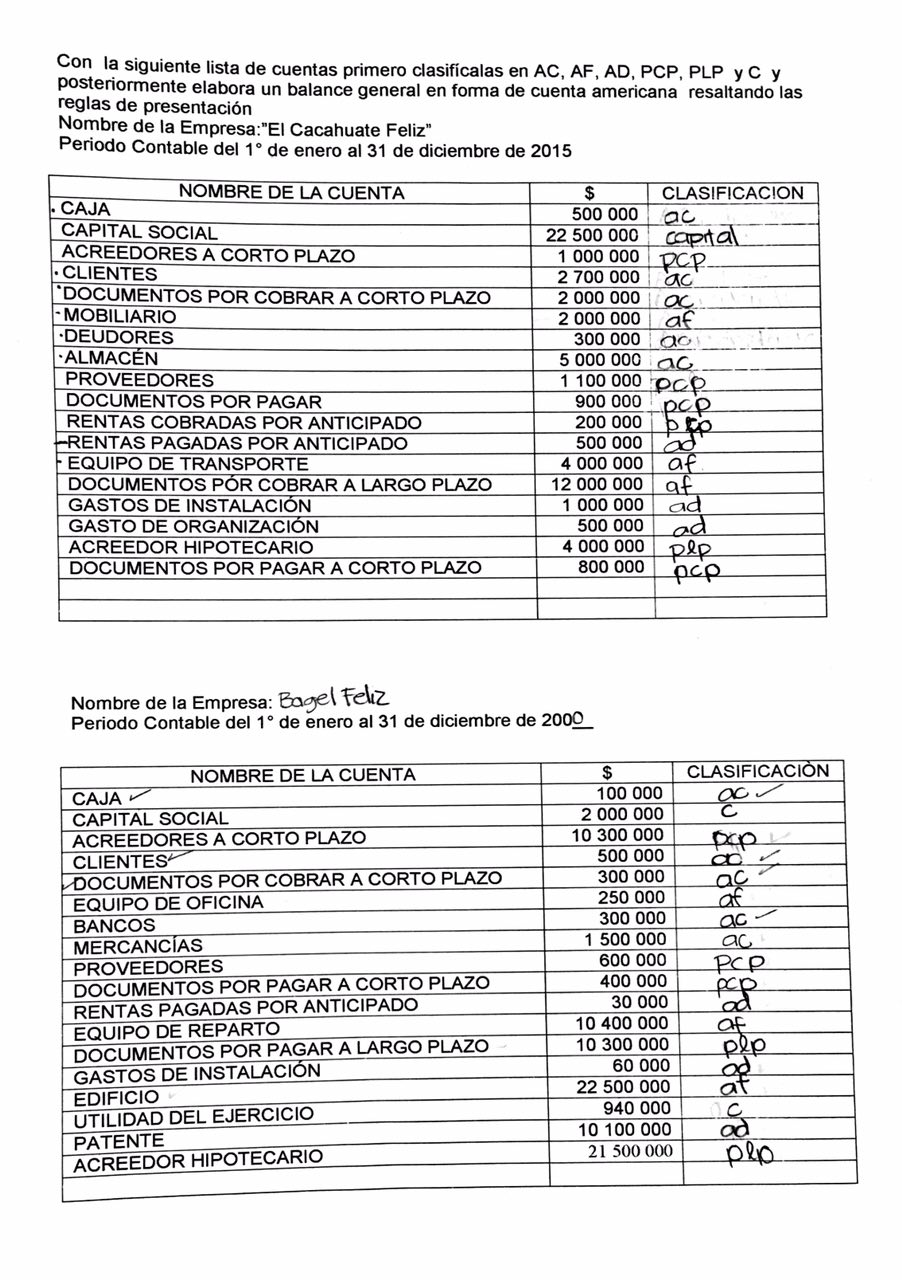 Con la siguiente lista de cuentas primero clasifícalas en AC, AF, AD, PCP, PLP y C y
posteriormente elabora un balance general en forma de cuenta americana resaltando las
reglas de presentación
Nombre de la Empresa:"El Cacahuate Feliz"
Periodo Contable del 1° de enero al 31 de diciembre de 2015
NOMBRE DE LA CUENTA $ CLASIFICACION
CAJA 500 000 ac
CAPITAL SOCIAL 22 500 000 capital
ACREEDORES A CORTO PLAZO 1 000 000 pcp
CLIENTES 2 700 000 ac
DOCUMENTOS POR COBRAR A CORTO PLAZO 2 000 000 ac
MOBILIARIO 2 000 000 af
DEUDORES 300 000 ac
ALMACÉN 5 000 000 ac
PROVEEDORES 1 100 000 pcp
DOCUMENTOS POR PAGAR 900 000 pcp
RENTAS COBRADAS POR ANTICIPADO 200 000
RENTAS PAGADAS POR ANTICIPADO 500 000 ad
EQUIPO DE TRANSPORTE 4 000 000 af
DOCUMENTOS PÓR COBRAR A LARGO PLAZO 12 000 000 af
GASTOS DE INSTALACIÓN 1 000 000 ad
GASTO DE ORGANIZACIÓN 500 000 ad
ACREEDOR HIPOTECARIO 4 000 000 plp
DOCUMENTOS POR PAGAR A CORTO PLAZO 800 000 pcp
Nombre de la Empresa: Bagel Feliz
Periodo Contable del 1° de enero al 31 de diciembre de 2000
NOMBRE DE LA CUENTA $ CLASIFICACIÒN
CAJA 100 000 ac
CAPITAL SOCIAL 2 000 000 c
ACREEDORES A CORTO PLAZO 10 300 000 pcp
CLIENTES 500 000 ac
DOCUMENTOS POR COBRAR A CORTO PLAZO 300 000 ac
EQUIPO DE OFICINA 250 000 af
BANCOS 300 000 ac
MERCANCÍAS 1 500 000 ac
PROVEEDORES 600 000 PCP
DOCUMENTOS POR PAGAR A CORTO PLAZO 400 000 pcp
RENTAS PAGADAS POR ANTICIPADO 30 000 ad
EQUIPO DE REPARTO 10 400 000 af
DOCUMENTOS POR PAGAR A LARGO PLAZO 10 300 000 plp
GASTOS DE INSTALACIÓN 60 000 ad
EDIFICIO 22 500 000 af
UTILIDAD DEL EJERCICIO 940 000 c
PATENTE 10 100 000 ad
ACREEDOR HIPOTECARIO 21 500 000 plp